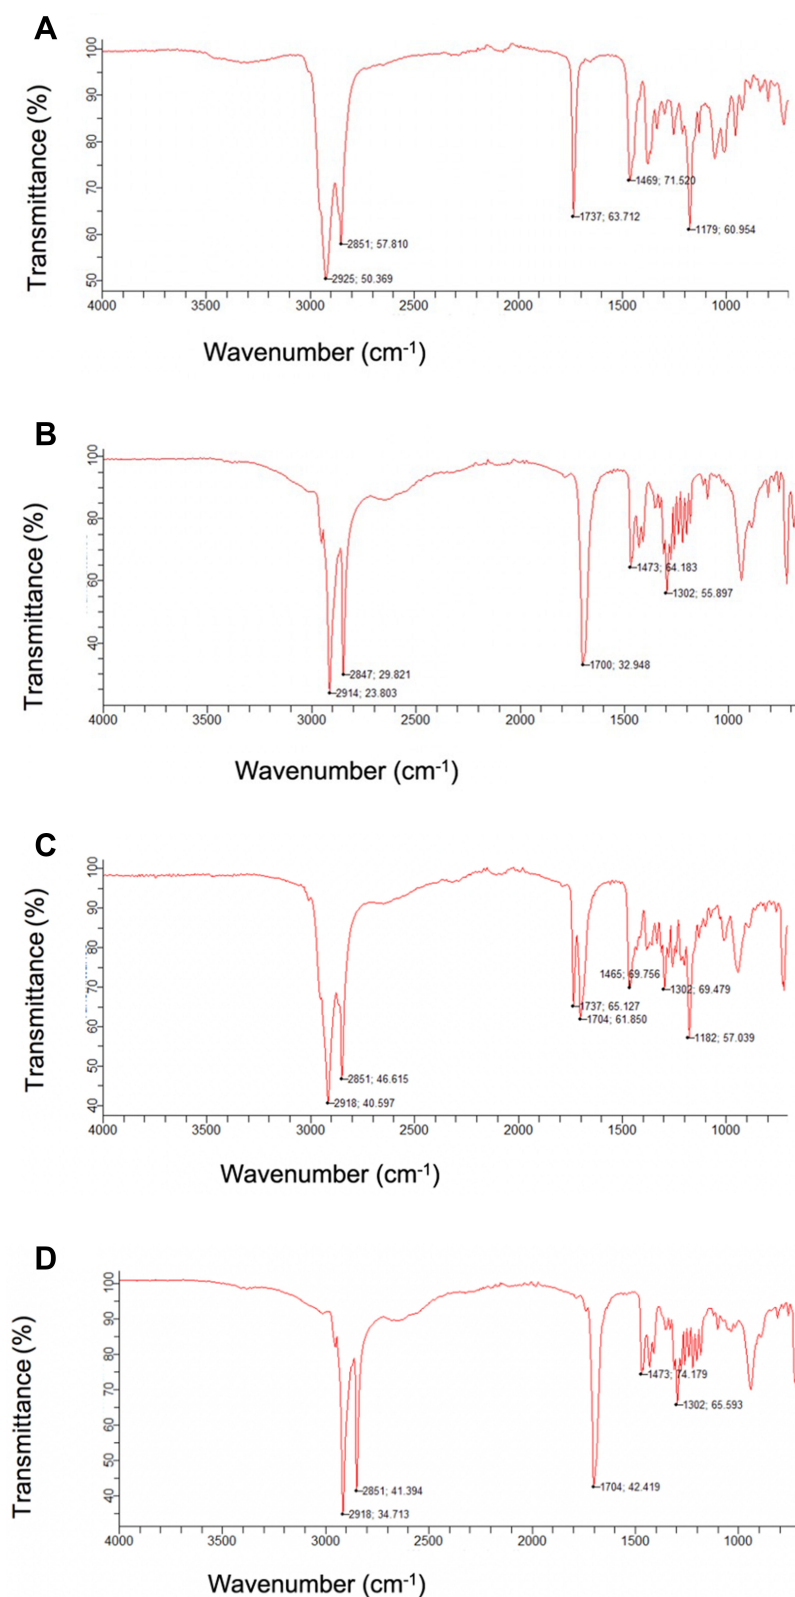 A
Transmittance (%)
100
90
80
70
60
50
2851; 57.810
2925; 50.369
1737; 63.712
1469; 71.520
1179; 60.954
4000 3500 3000 2500 2000 1500 1000
Wavenumber (cm-1)
B
Transmittance (%)
100
80
60
40
2847; 29.821
2914; 23.803
1700; 32.948
1473; 64.183
1302; 55.897
4000 3500 3000 2500 2000 1500 1000
Wavenumber (cm-1)
C
Transmittance (%)
100
90
80
70
60
50
40
2851; 46.615
2918; 40.597
1465; 69.756
1737; 65.127
1704; 61.850
1302; 69.479
1182; 57.039
4000 3500 3000 2500 2000 1500 1000
Wavenumber (cm-1)
D
Transmittance (%)
100
90
80
70
60
50
40
2851; 41.394
2918; 34.713
1704; 42.419
1473; 74.179
1302; 65.593
4000 3500 3000 2500 2000 1500 1000
Wavenumber (cm-1)